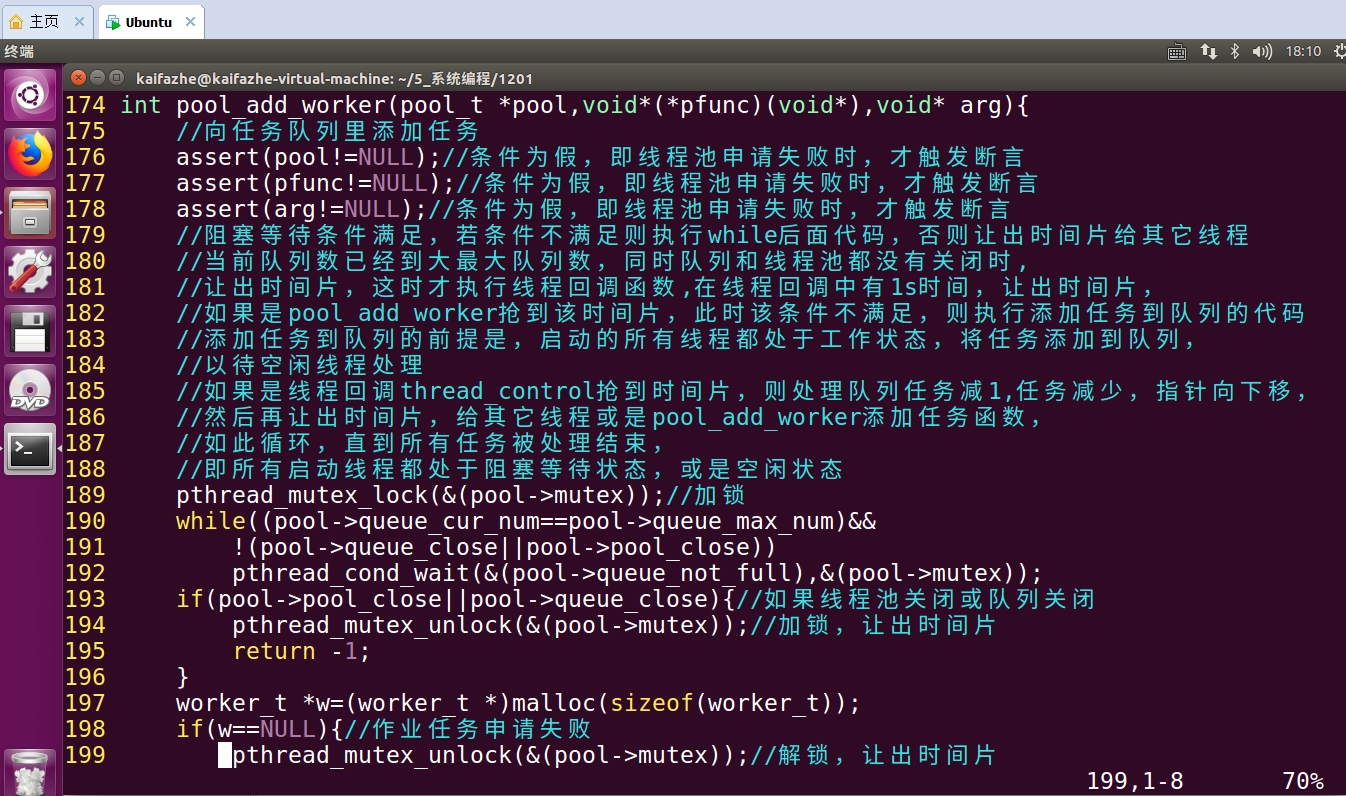 主页 × Ubuntu ×
终端 18:10
kaifazhe@kaifazhe-virtual-machine: ~/5_系统编程/1201
174 int pool_add_worker(pool_t *pool,void*(*pfunc)(void*),void* arg){
175     //向任务队列里添加任务
176     assert(pool!=NULL);//条件为假，即线程池申请失败时，才触发断言
177     assert(pfunc!=NULL);//条件为假，即线程池申请失败时，才触发断言
178     assert(arg!=NULL);//条件为假，即线程池申请失败时，才触发断言
179     //阻塞等待条件满足，若条件不满足则执行while后面代码，否则让出时间片给其它线程
180     //当前队列数已经到大最大队列数，同时队列和线程池都没有关闭时，
181     //让出时间片，这时才执行线程回调函数,在线程回调中有1s时间，让出时间片，
182     //如果是pool_add_worker抢到该时间片，此时该条件不满足，则执行添加任务到队列的代码
183     //添加任务到队列的前提是，启动的所有线程都处于工作状态，将任务添加到队列，
184     //以待空闲线程处理
185     //如果是线程回调thread_control抢到时间片，则处理队列任务减1,任务减少，指针向下移，
186     //然后再让出时间片，给其它线程或是pool_add_worker添加任务函数，
187     //如此循环，直到所有任务被处理结束，
188     //即所有启动线程都处于阻塞等待状态，或是空闲状态
189     pthread_mutex_lock(&(pool->mutex));//加锁
190     while((pool->queue_cur_num==pool->queue_max_num)&&
191         !(pool->queue_close||pool->pool_close))
192         pthread_cond_wait(&(pool->queue_not_full),&(pool->mutex));
193     if(pool->pool_close||pool->queue_close){//如果线程池关闭或队列关闭
194         pthread_mutex_unlock(&(pool->mutex));//加锁，让出时间片
195         return -1;
196     }
197     worker_t *w=(worker_t *)malloc(sizeof(worker_t));
198     if(w==NULL){//作业任务申请失败
199         pthread_mutex_unlock(&(pool->mutex));//解锁，让出时间片
199,1-8 70%
DVD